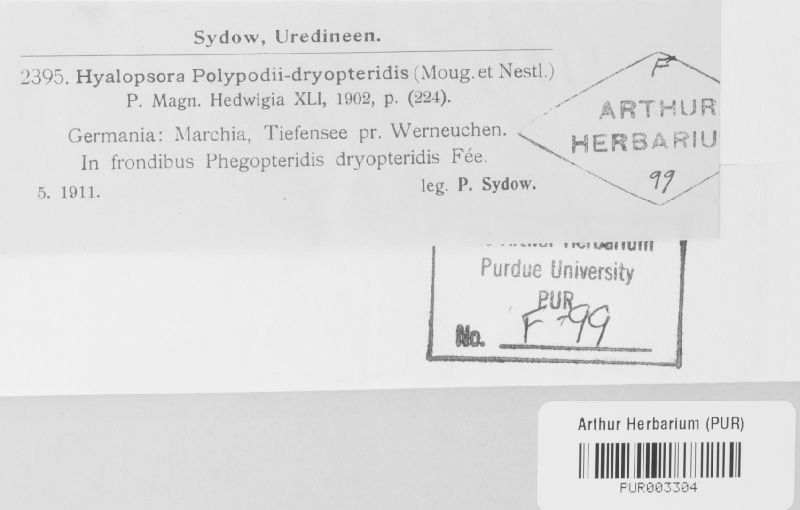 Sydow, Uredineen.
2395. Hyalopsora Polypodii-dryopteridis (Moug. et Nestl.)
P. Magn. Hedwigia XLI, 1902, p. (224).
Germania: Marchia, Tiefensee pr. Werneuchen.
In frondibus Phegopteridis dryopteridis Fée.
5. 1911.
leg. P. Sydow.
F
ARTHUR
HERBARIU
99
Arthur Herbarium
Purdue University
PUR
No. F 99
Arthur Herbarium (PUR)
PUR003304